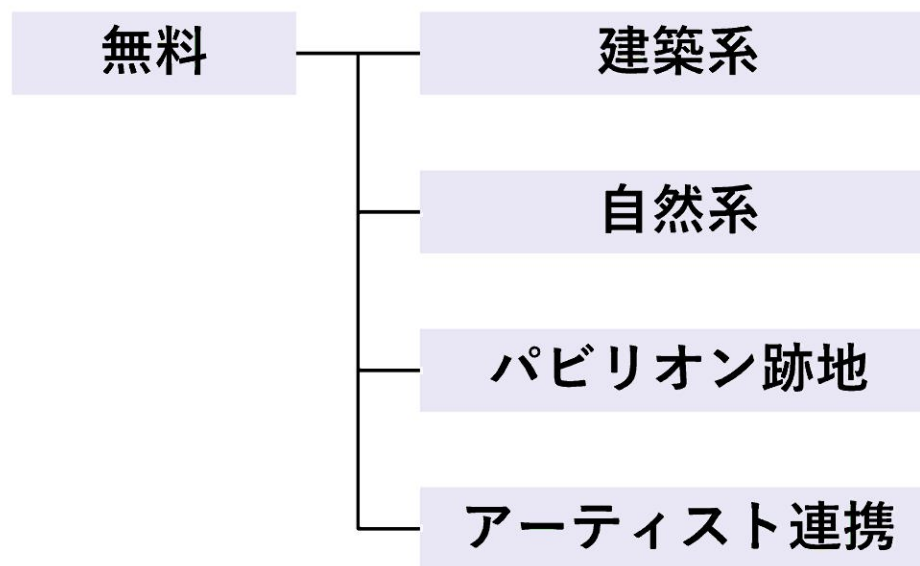 無料
建築系
自然系
パビリオン跡地
アーティスト連携